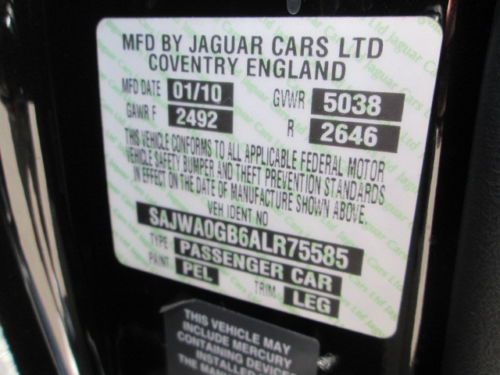 MFD BY JAGUAR CARS LTD
COVENTRY ENGLAND
MFD DATE 01/10 GVWR 5038
GAWR F 2492 R 2646
THIS VEHICLE CONFORMS TO ALL APPLICABLE FEDERAL MOTOR
VEHICLE SAFETY BUMPER AND THEFT PREVENTION STANDARDS
IN EFFECT ON THE DATE OF MANUFACTURE SHOWN ABOVE.
VEH IDENT NO
SAJWA0GB6ALR75585
TYPE PASSENGER CAR
PAINT PEL TRIM LEG
THIS VEHICLE MAY
INCLUDE MERCURY
CONTAINING DEVICES
INSTALLED
THE MAN